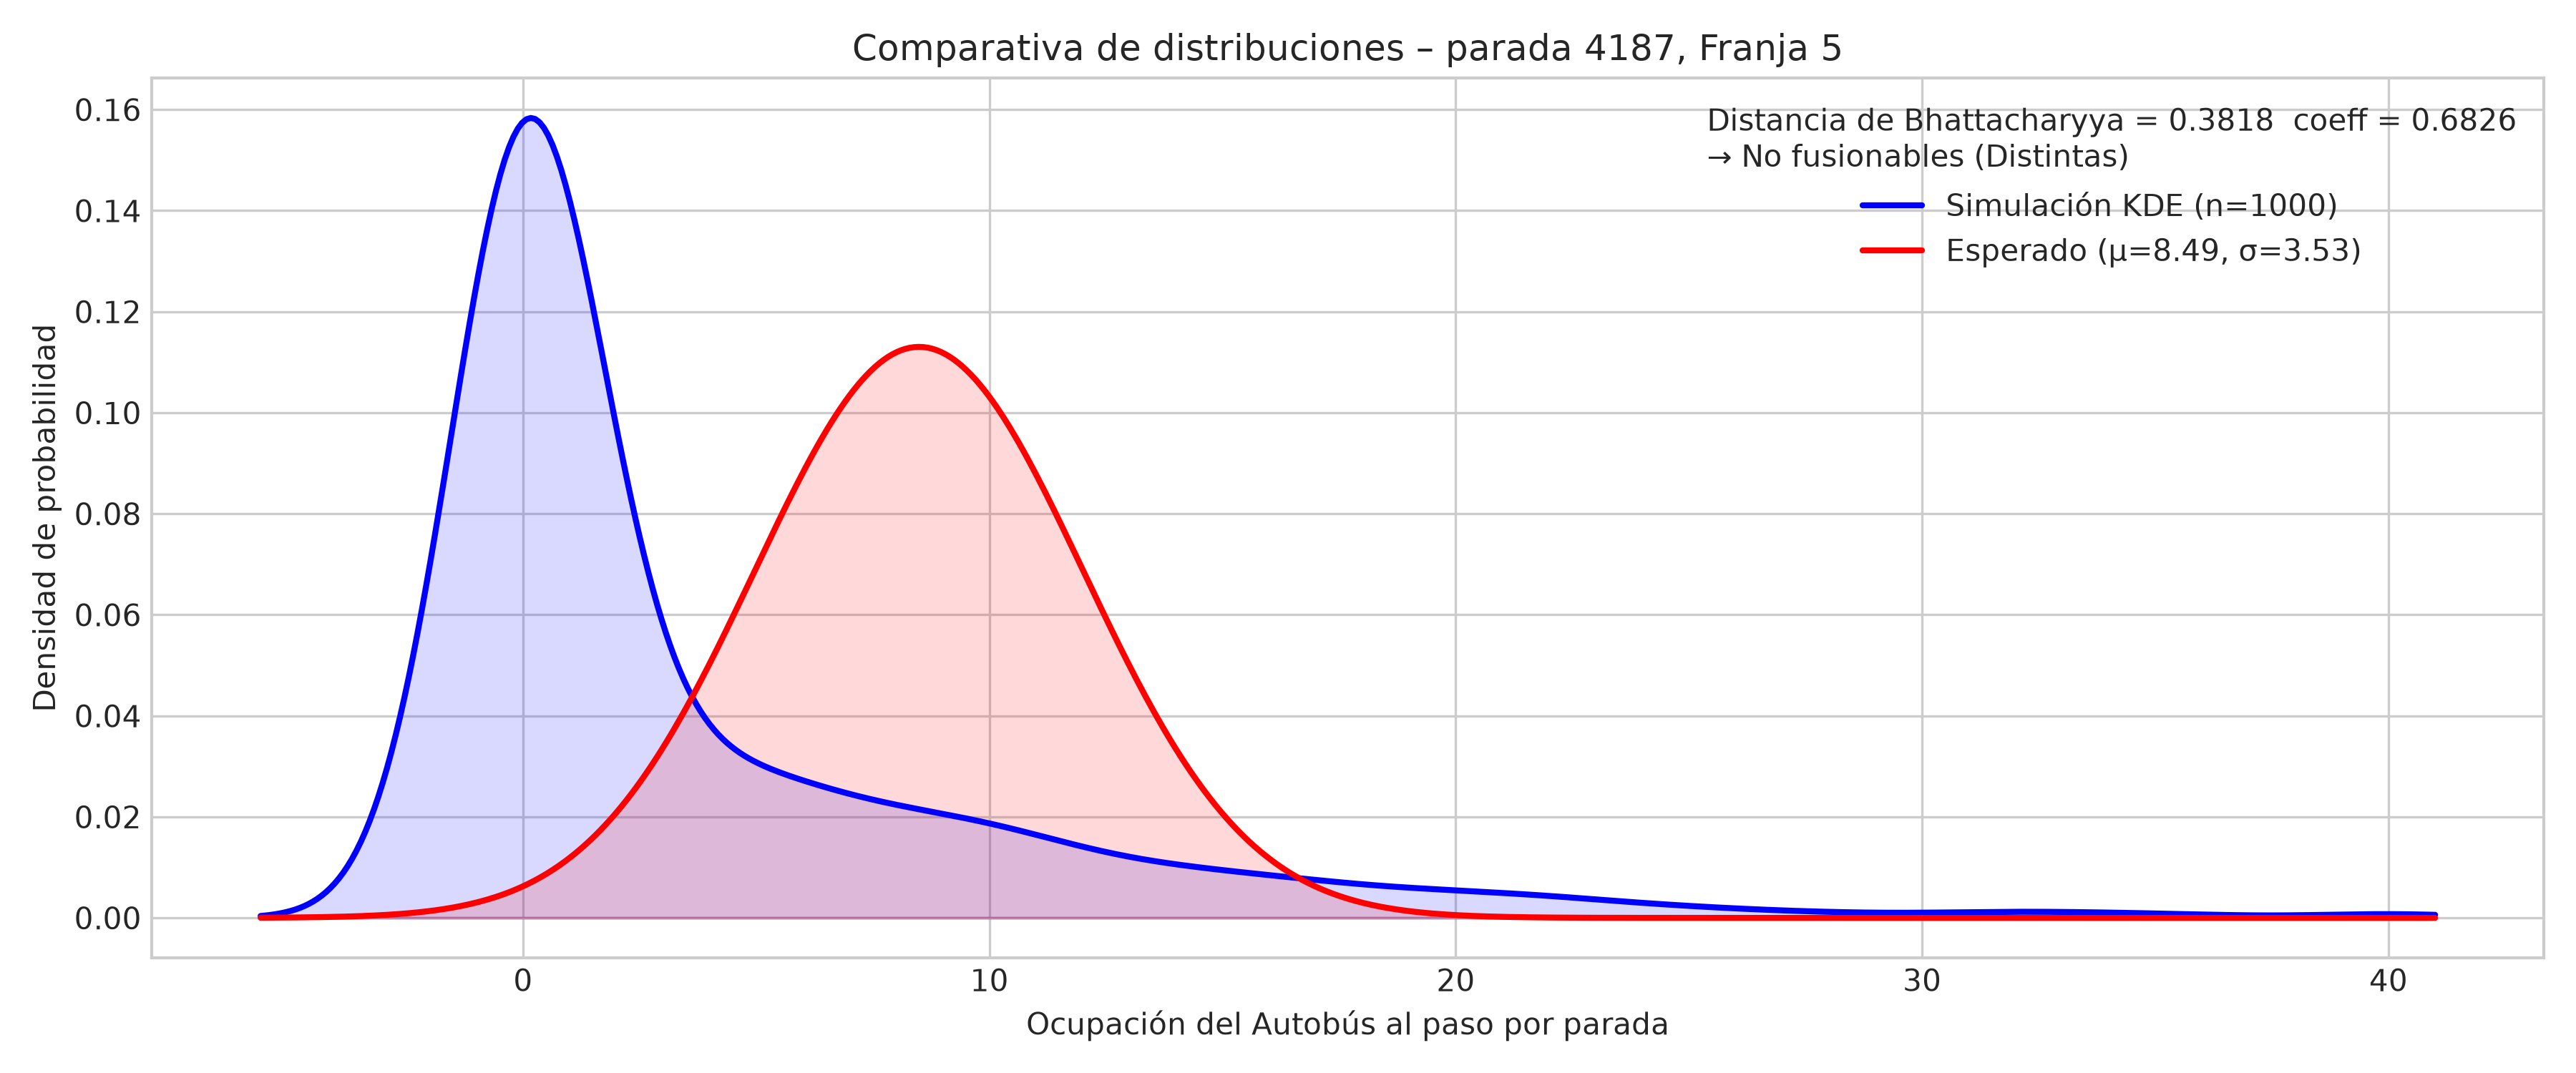 Comparativa de distribuciones – parada 4187, Franja 5
Distancia de Bhattacharyya = 0.3818  coeff = 0.6826
→ No fusionables (Distintas)
Simulación KDE (n=1000)
Esperado (μ=8.49, σ=3.53)
Densidad de probabilidad
0.16
0.14
0.12
0.10
0.08
0.06
0.04
0.02
0.00
0
10
20
30
40
Ocupación del Autobús al paso por parada